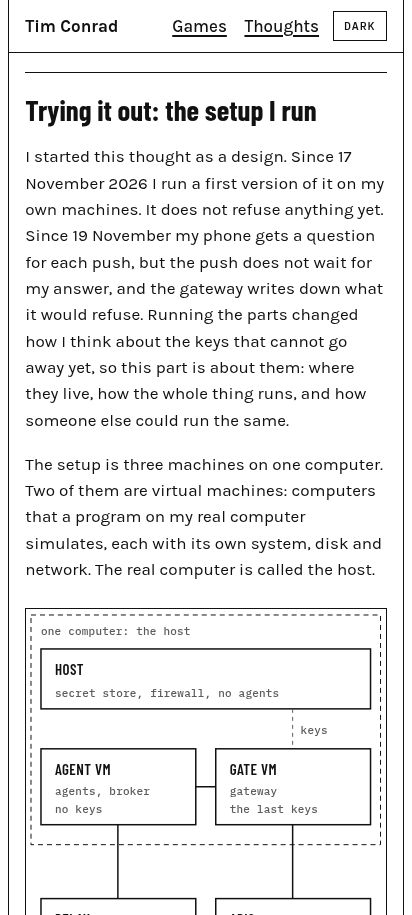 Tim Conrad Games Thoughts DARK
Trying it out: the setup I run
I started this thought as a design. Since 17
November 2026 I run a first version of it on my
own machines. It does not refuse anything yet.
Since 19 November my phone gets a question
for each push, but the push does not wait for
my answer, and the gateway writes down what
it would refuse. Running the parts changed
how I think about the keys that cannot go
away yet, so this part is about them: where
they live, how the whole thing runs, and how
someone else could run the same.
The setup is three machines on one computer.
Two of them are virtual machines: computers
that a program on my real computer
simulates, each with its own system, disk and
network. The real computer is called the host.
one computer: the host
HOST
secret store, firewall, no agents
keys
AGENT VM
agents, broker
no keys
GATE VM
gateway
the last keys